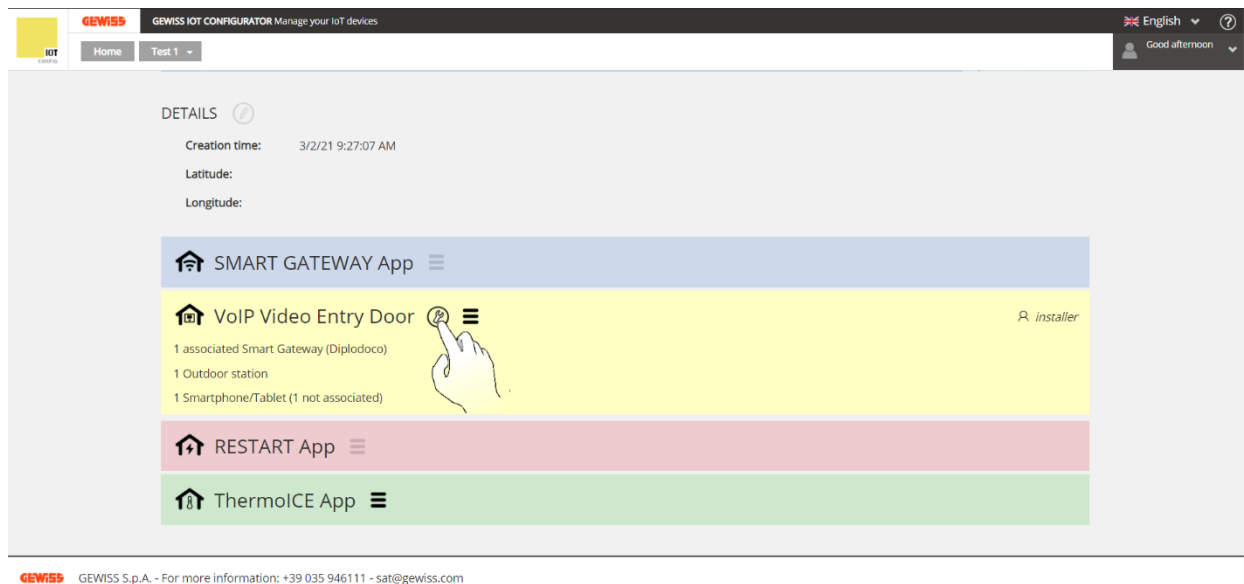 GEWISS
GEWISS IOT CONFIGURATOR Manage your IoT devices
English
?
IOT
CONFIG
Home
Test 1
Good afternoon
DETAILS
Creation time: 3/2/21 9:27:07 AM
Latitude:
Longitude:
SMART GATEWAY App
VoIP Video Entry Door
installer
1 associated Smart Gateway (Diplodoco)
1 Outdoor station
1 Smartphone/Tablet (1 not associated)
RESTART App
ThermoICE App
GEWISS
GEWISS S.p.A. - For more information: +39 035 946111 - sat@gewiss.com